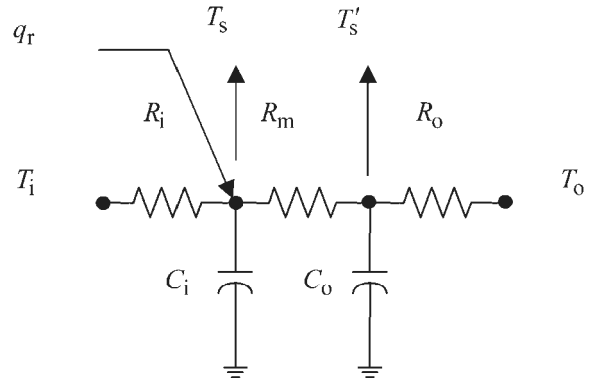 q_r T_s T_s′
R_i R_m R_o
T_i T_o
C_i C_o